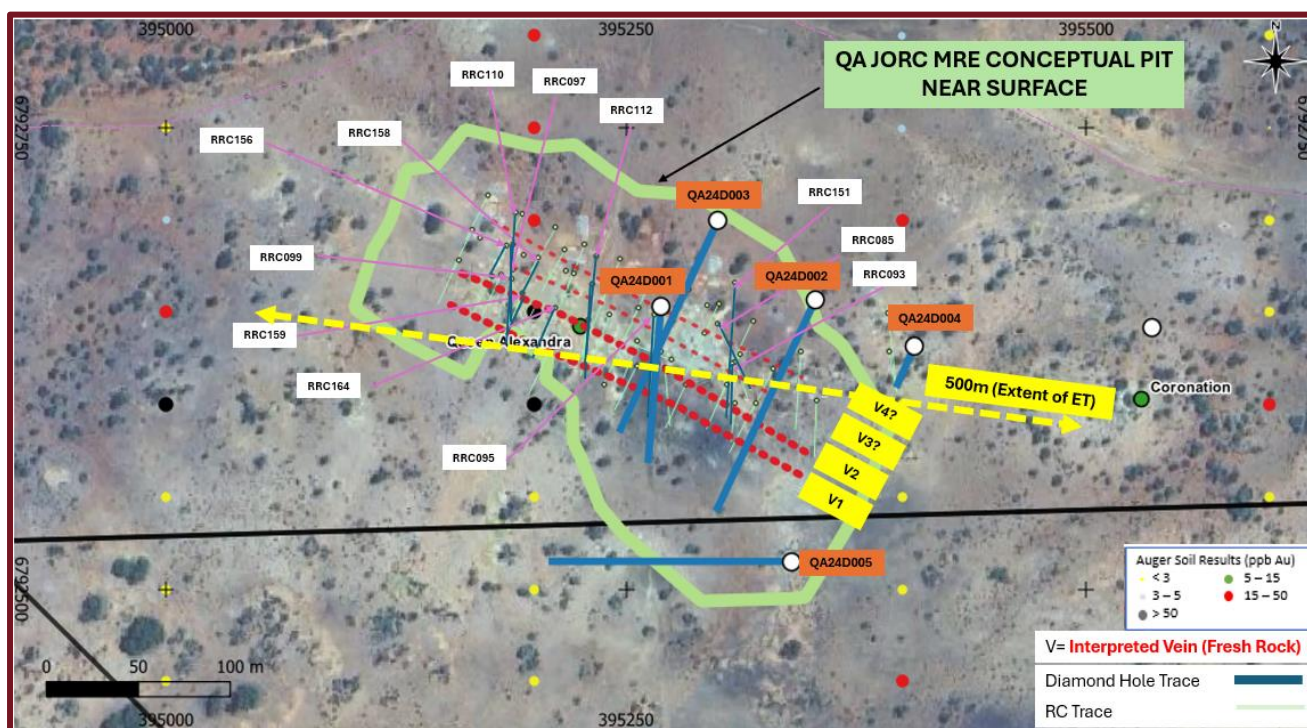 395000
395250
395500
QA JORC MRE CONCEPTUAL PIT
NEAR SURFACE
Z
RRC110
RRC097
RRC112
6792750
6792750
RRC156
RRC158
QA24D003
RRC151
RRC085
RRC099
QA24D001
QA24D002
RRC093
QA24D004
RRC159
Queen Alexandra
RRC164
500m (Extent of ET)
Coronation
V4?
V3?
V2
V1
RRC095
QA24D005
6792500
6792500
Auger Soil Results (ppb Au)
< 3
5 – 15
3 – 5
15 – 50
> 50
V= Interpreted Vein (Fresh Rock)
Diamond Hole Trace
RC Trace
0 50 100 m
395000
395250